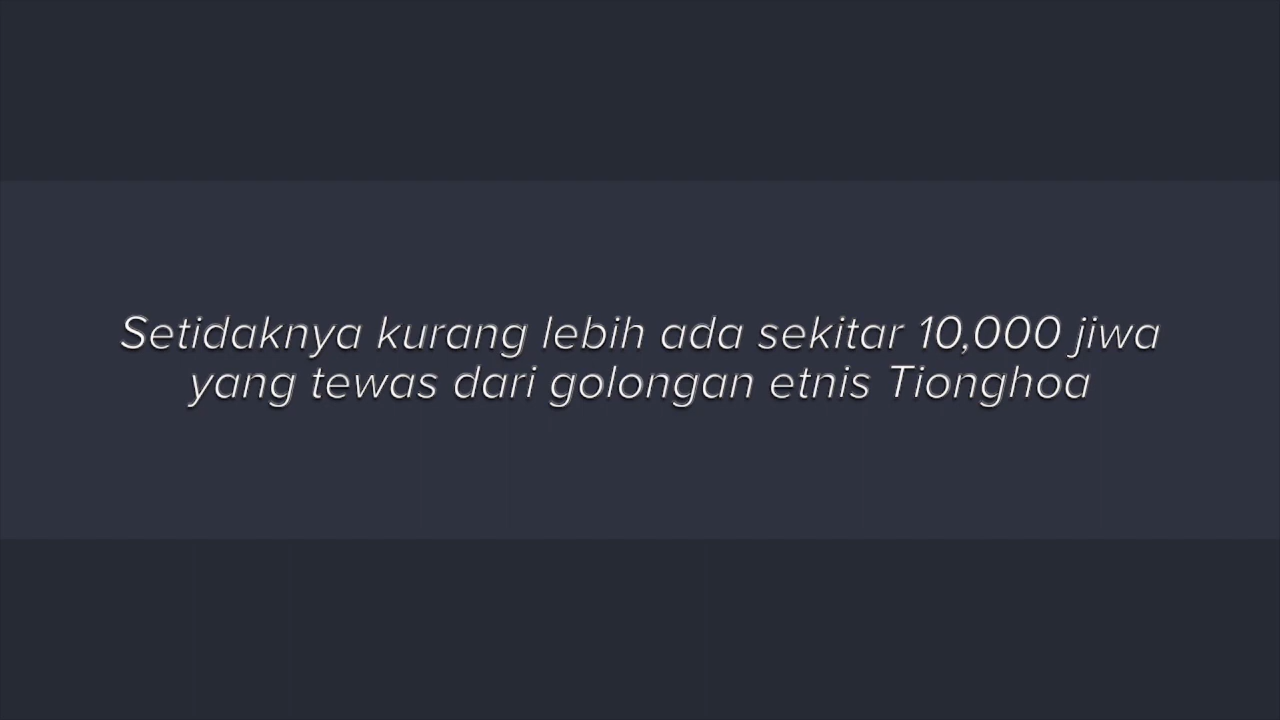 Setidaknya kurang lebih ada sekitar 10,000 jiwa
yang tewas dari golongan etnis Tionghoa